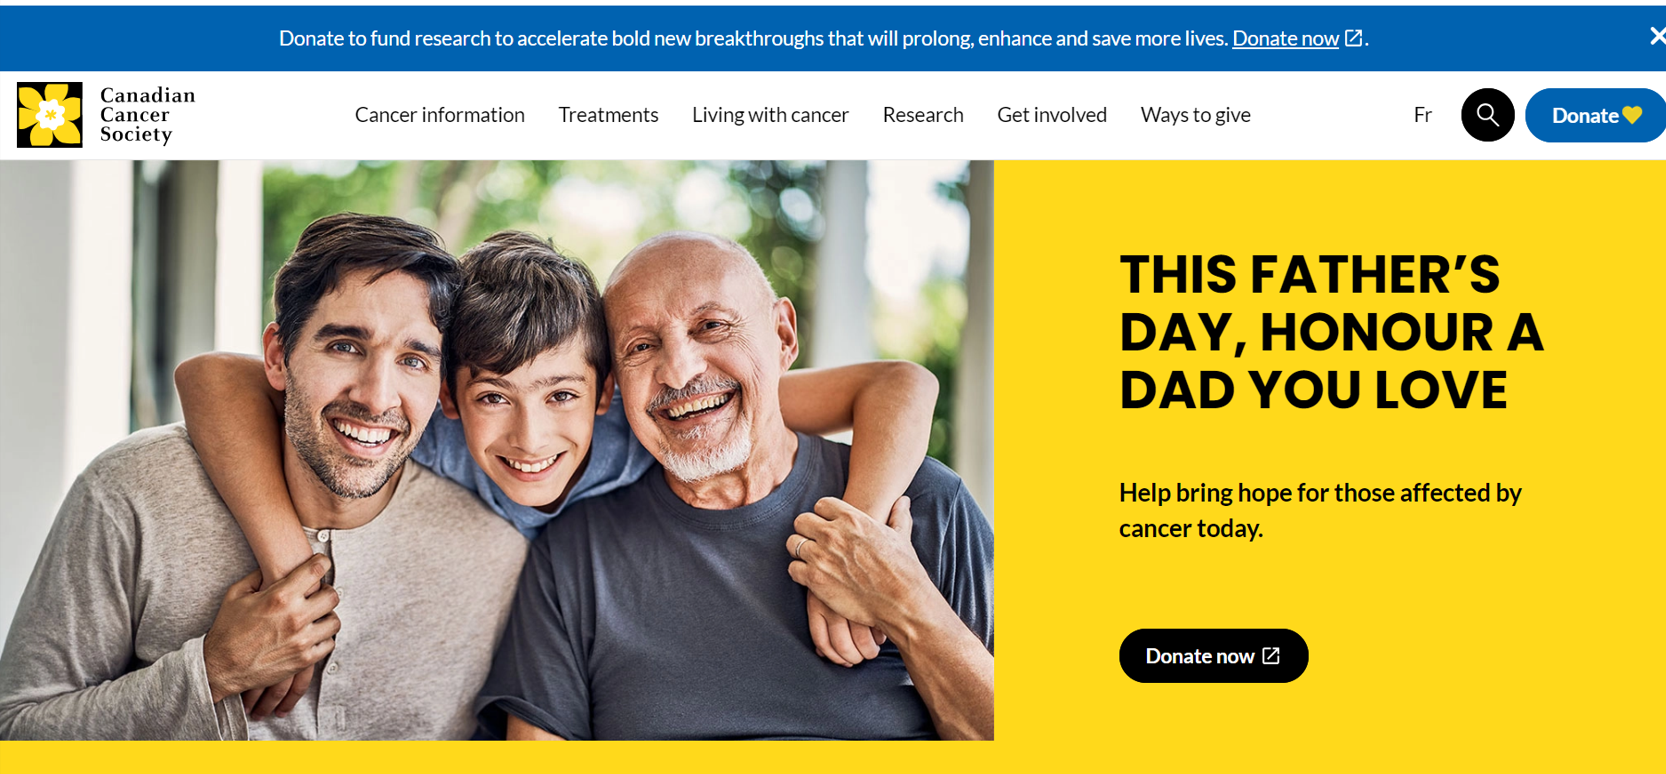 Donate to fund research to accelerate bold new breakthroughs that will prolong, enhance and save more lives. Donate now.
Canadian
Cancer
Society
Cancer information Treatments Living with cancer Research Get involved Ways to give Fr Donate
THIS FATHER’S
DAY, HONOUR A
DAD YOU LOVE
Help bring hope for those affected by
cancer today.
Donate now